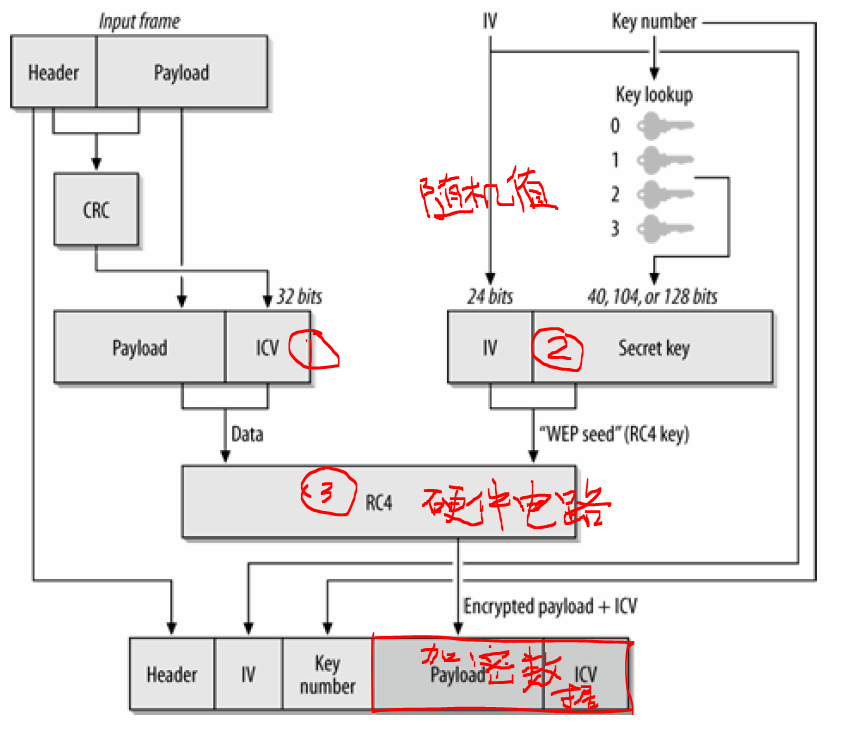 Input frame
IV
Key number
Header
Payload
Key lookup
0
1
2
3
CRC
随机值
32 bits
24 bits
40, 104, or 128 bits
Payload
ICV
1
IV
2
Secret key
Data
"WEP seed" (RC4 key)
3
RC4
硬件电路
Encrypted payload + ICV
Header
IV
Key number
Payload
ICV
加密数据